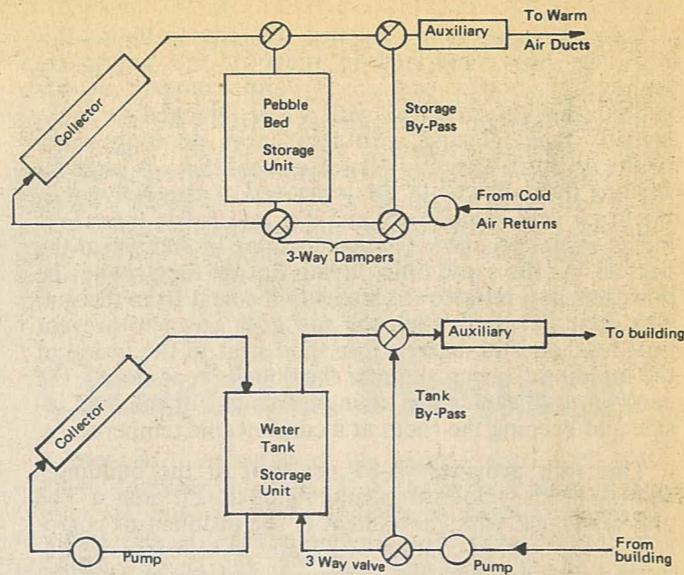 To Warm
Auxiliary
Air Ducts
Collector
Pebble
Bed
Storage
Unit
Storage
By-Pass
From Cold
Air Returns
3-Way Dampers
Auxiliary
To building
Collector
Water
Tank
Storage
Unit
Tank
By-Pass
Pump
3 Way valve
Pump
From
building